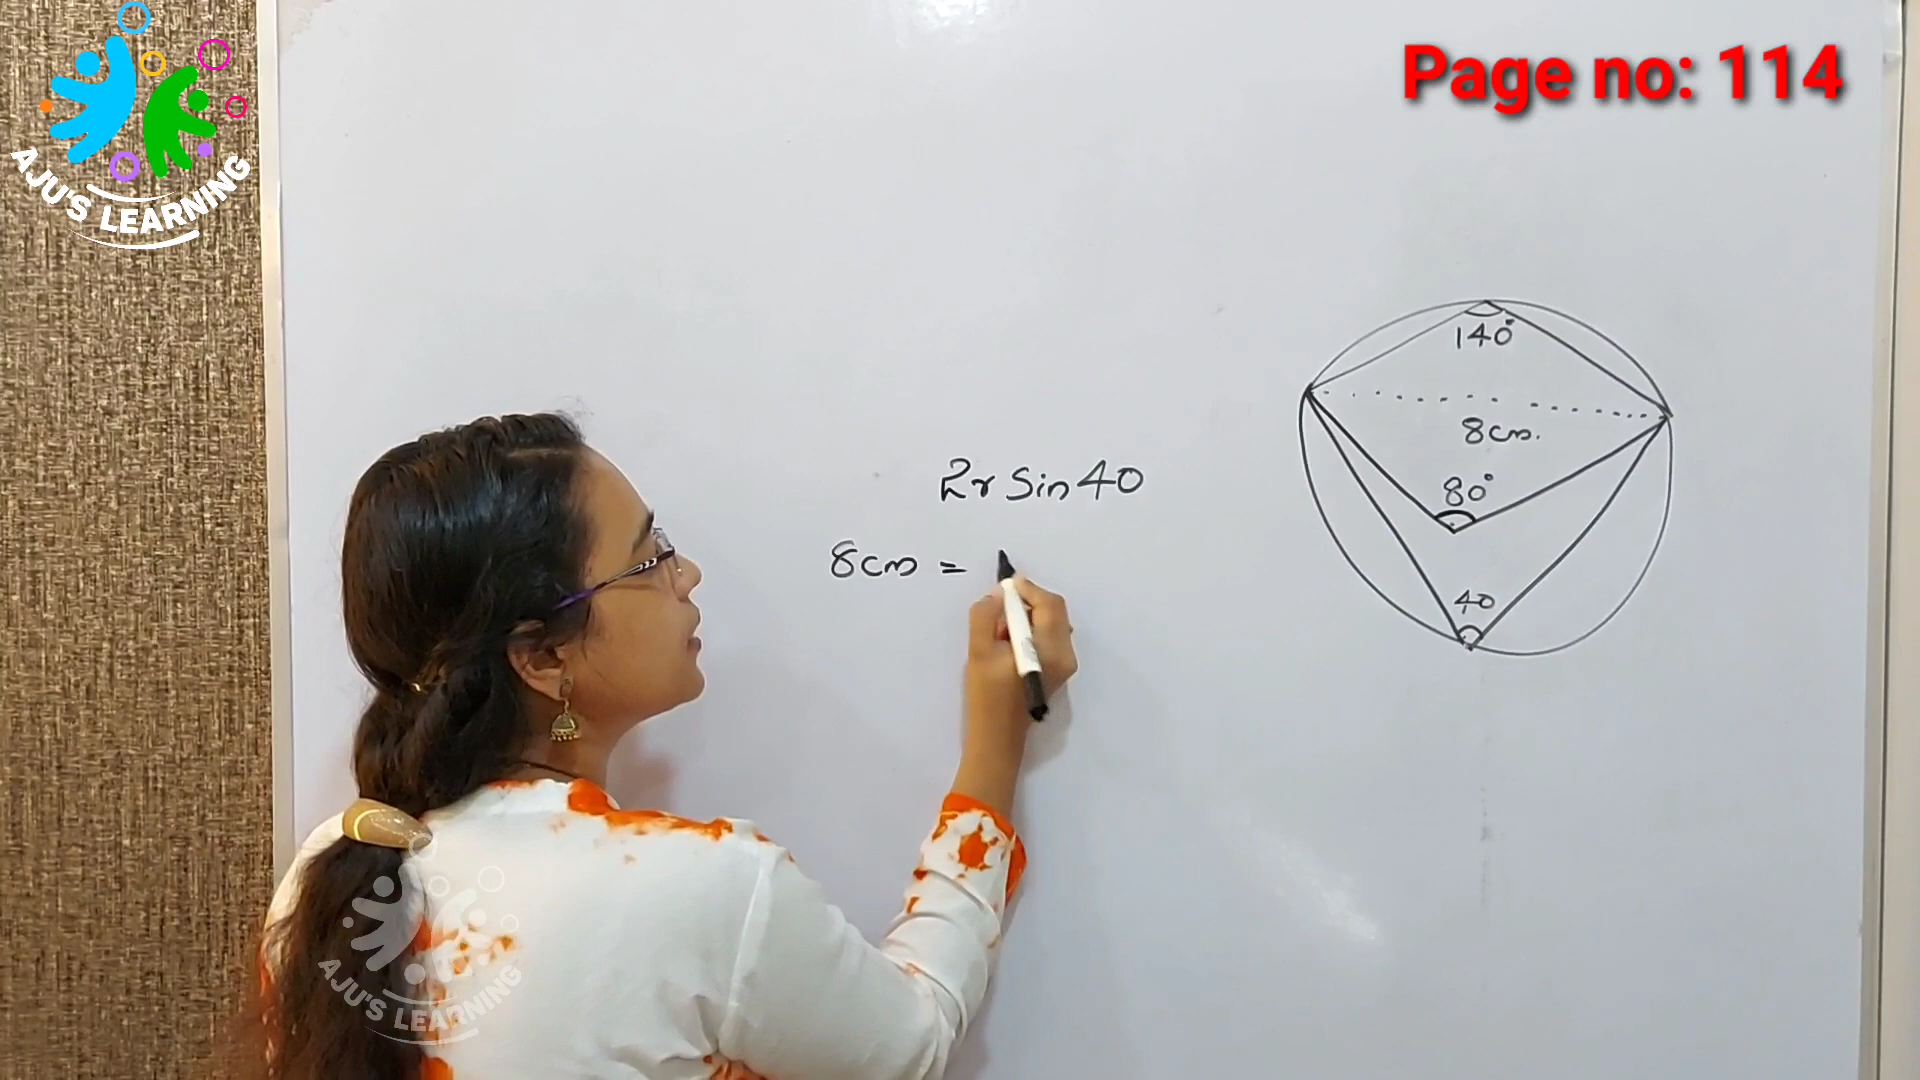 AJU'S LEARNING
Page no: 114
140°
8cm.
80°
40
2r Sin 40
8cm =
AJU'S LEARNING